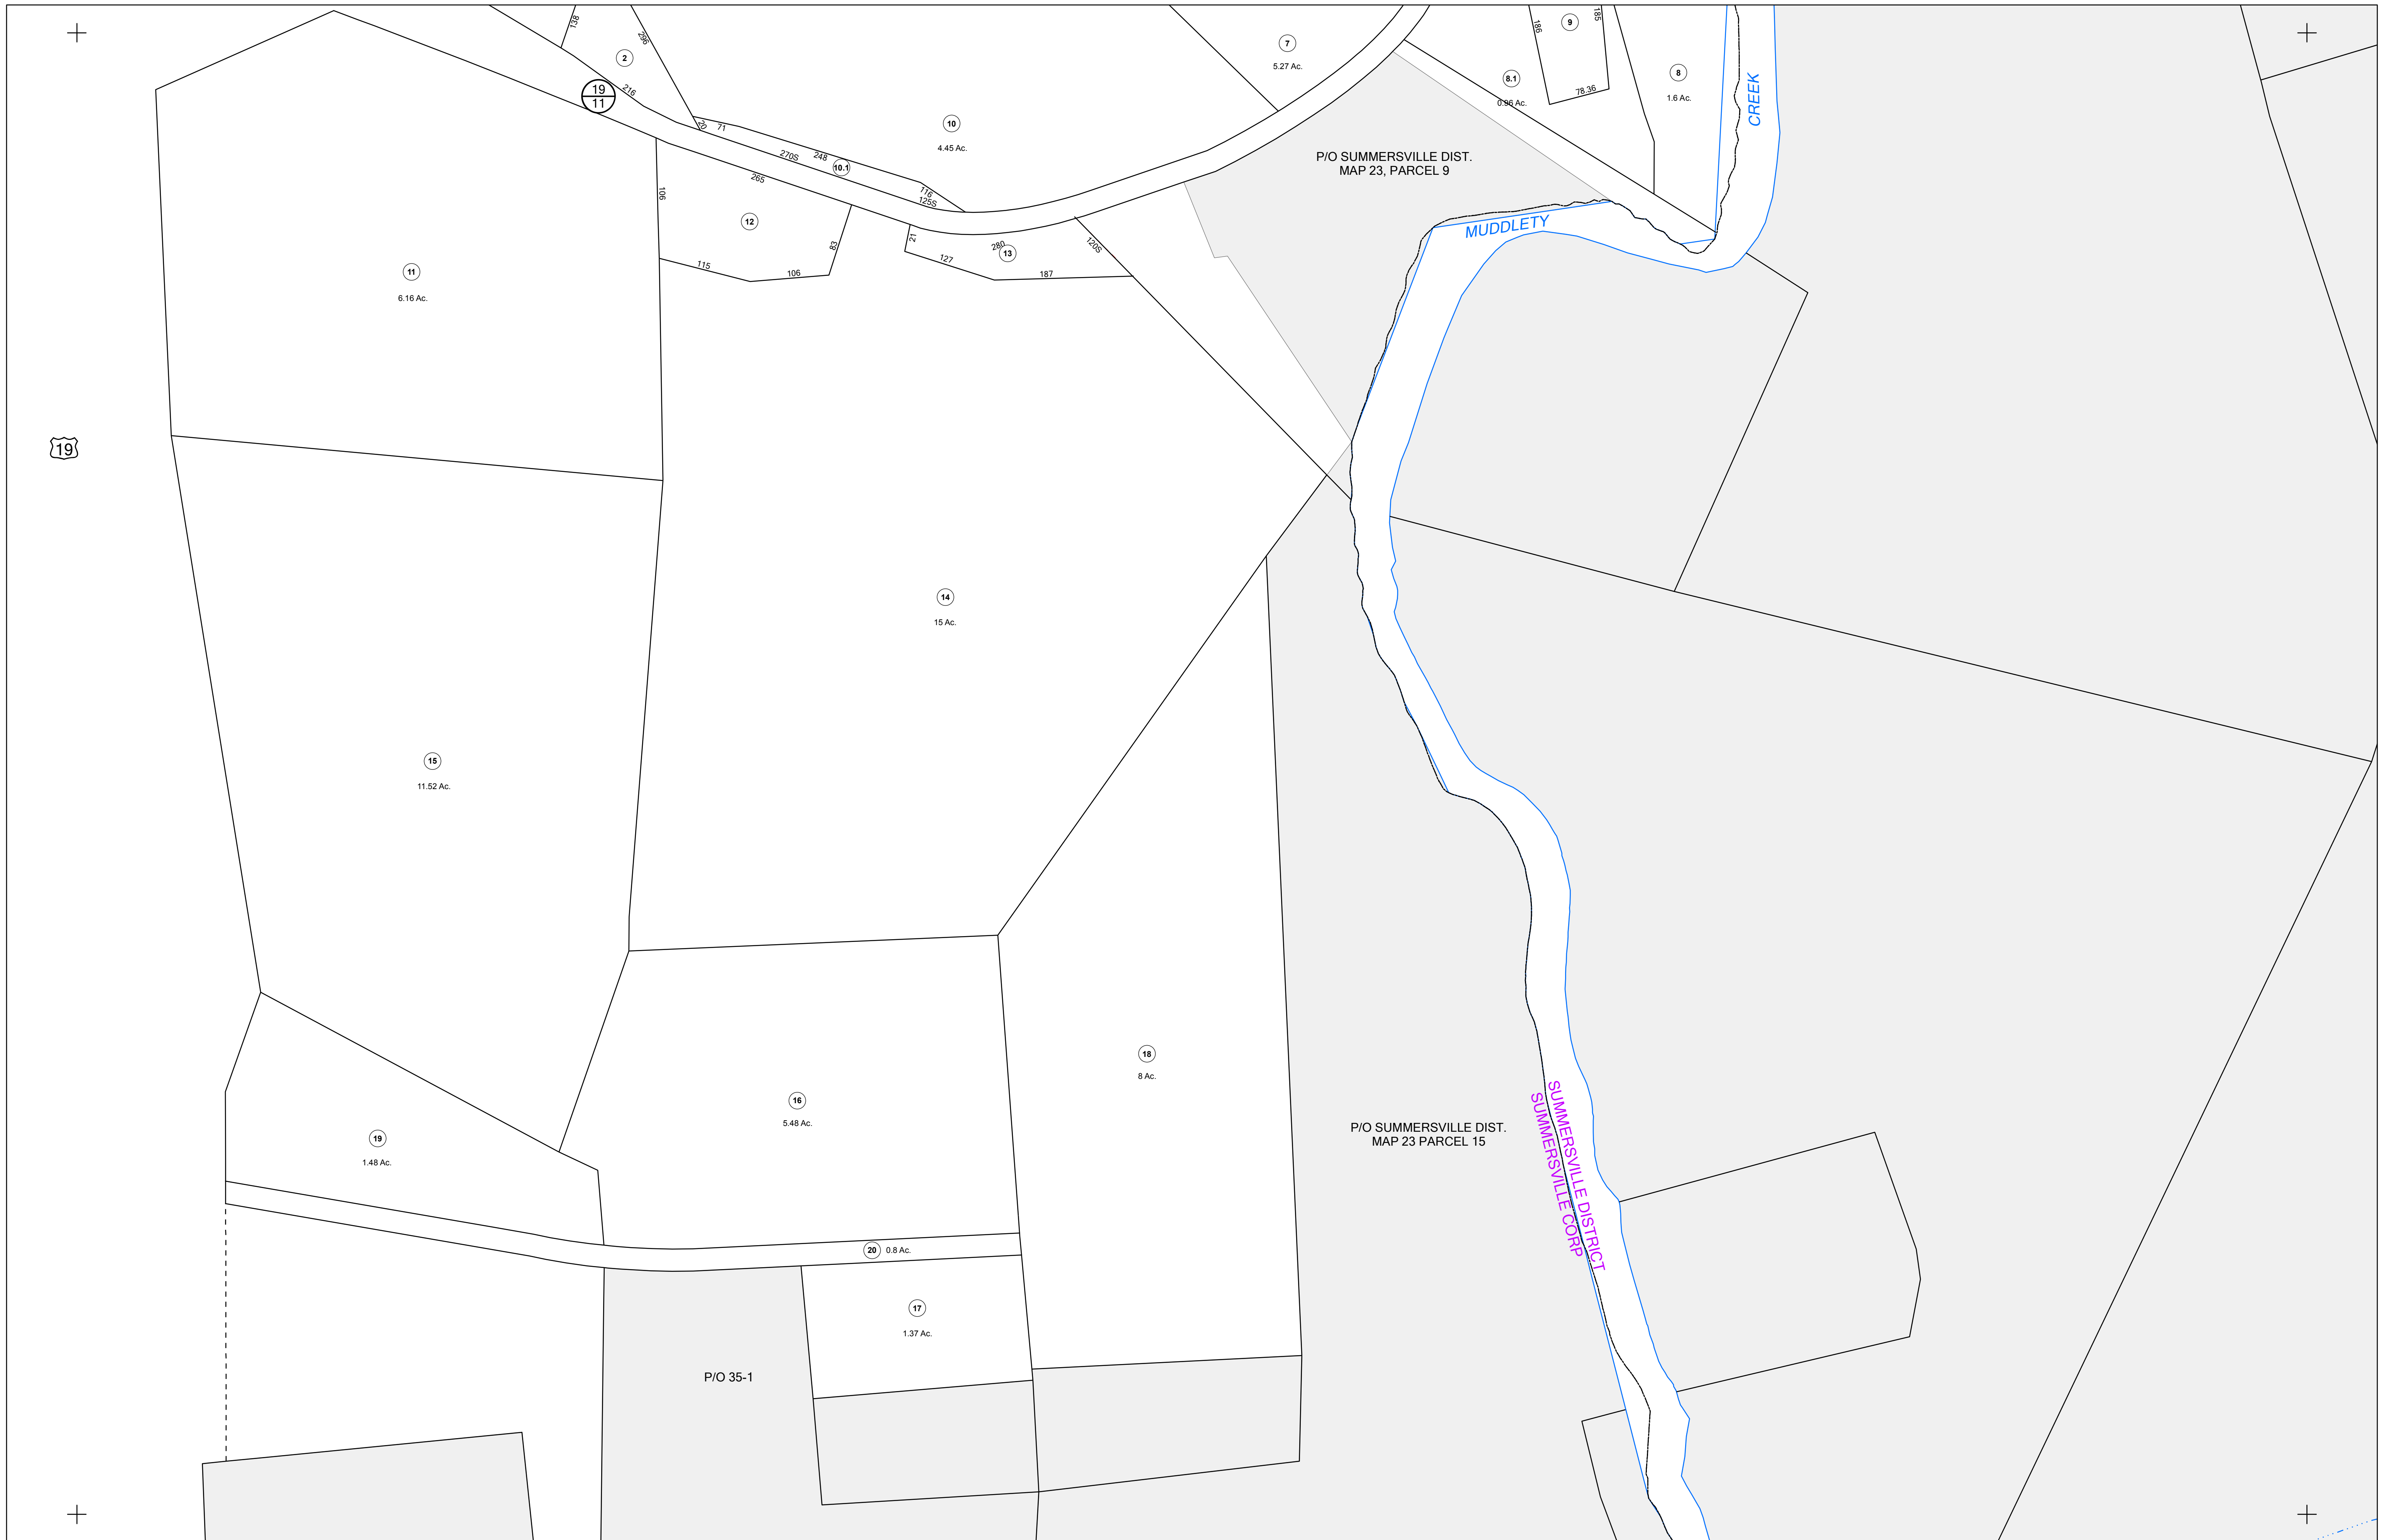 138
296
2
216
19
11
20
71
270S
248
10.1
116
125S
265
106
12
115
106
83
10
4.45 Ac.
7
5.27 Ac.
186
9
185
78.36
8.1
0.96 Ac.
8
1.6 Ac.
CREEK
MUDDLETY
P/O SUMMERSVILLE DIST.
MAP 23, PARCEL 9
21
280
13
127
187
120S
11
6.16 Ac.
19
14
15 Ac.
15
11.52 Ac.
18
8 Ac.
16
5.48 Ac.
19
1.48 Ac.
P/O SUMMERSVILLE DIST.
MAP 23 PARCEL 15
SUMMERSVILLE DISTRICT
SUMMERSVILLE CORP
20 0.8 Ac.
17
1.37 Ac.
P/O 35-1